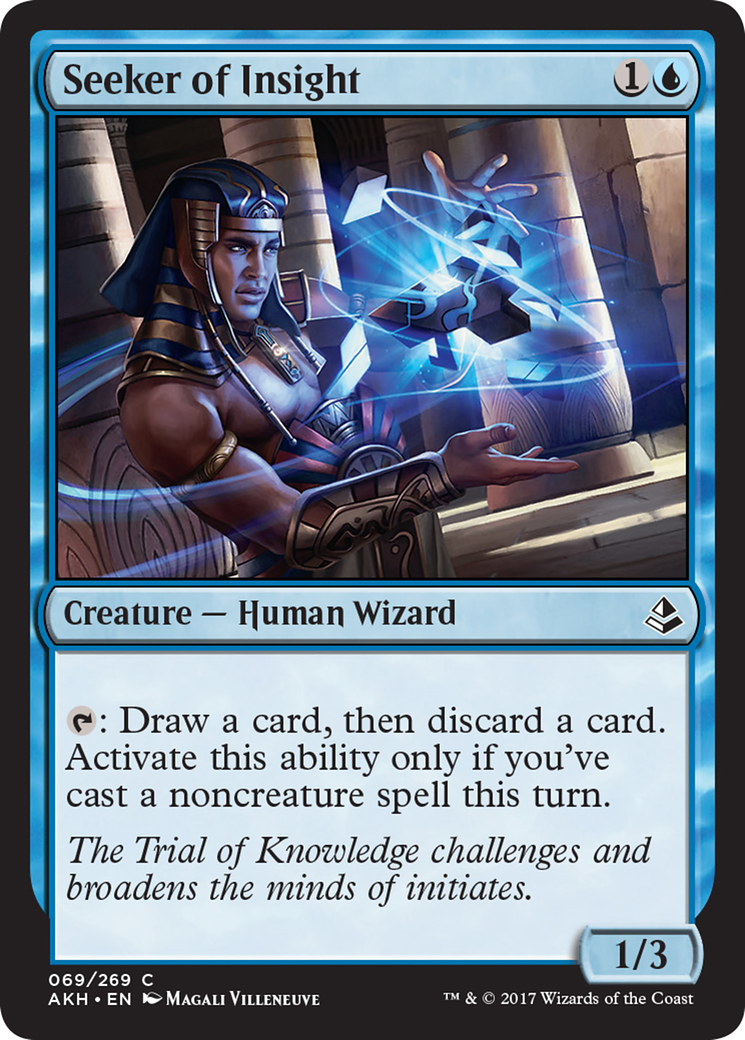 Seeker of Insight 1
Creature — Human Wizard
: Draw a card, then discard a card.
Activate this ability only if you've
cast a noncreature spell this turn.
The Trial of Knowledge challenges and
broadens the minds of initiates.
1/3
069/269 C
AKH • EN Magali Villeneuve
™ & © 2017 Wizards of the Coast